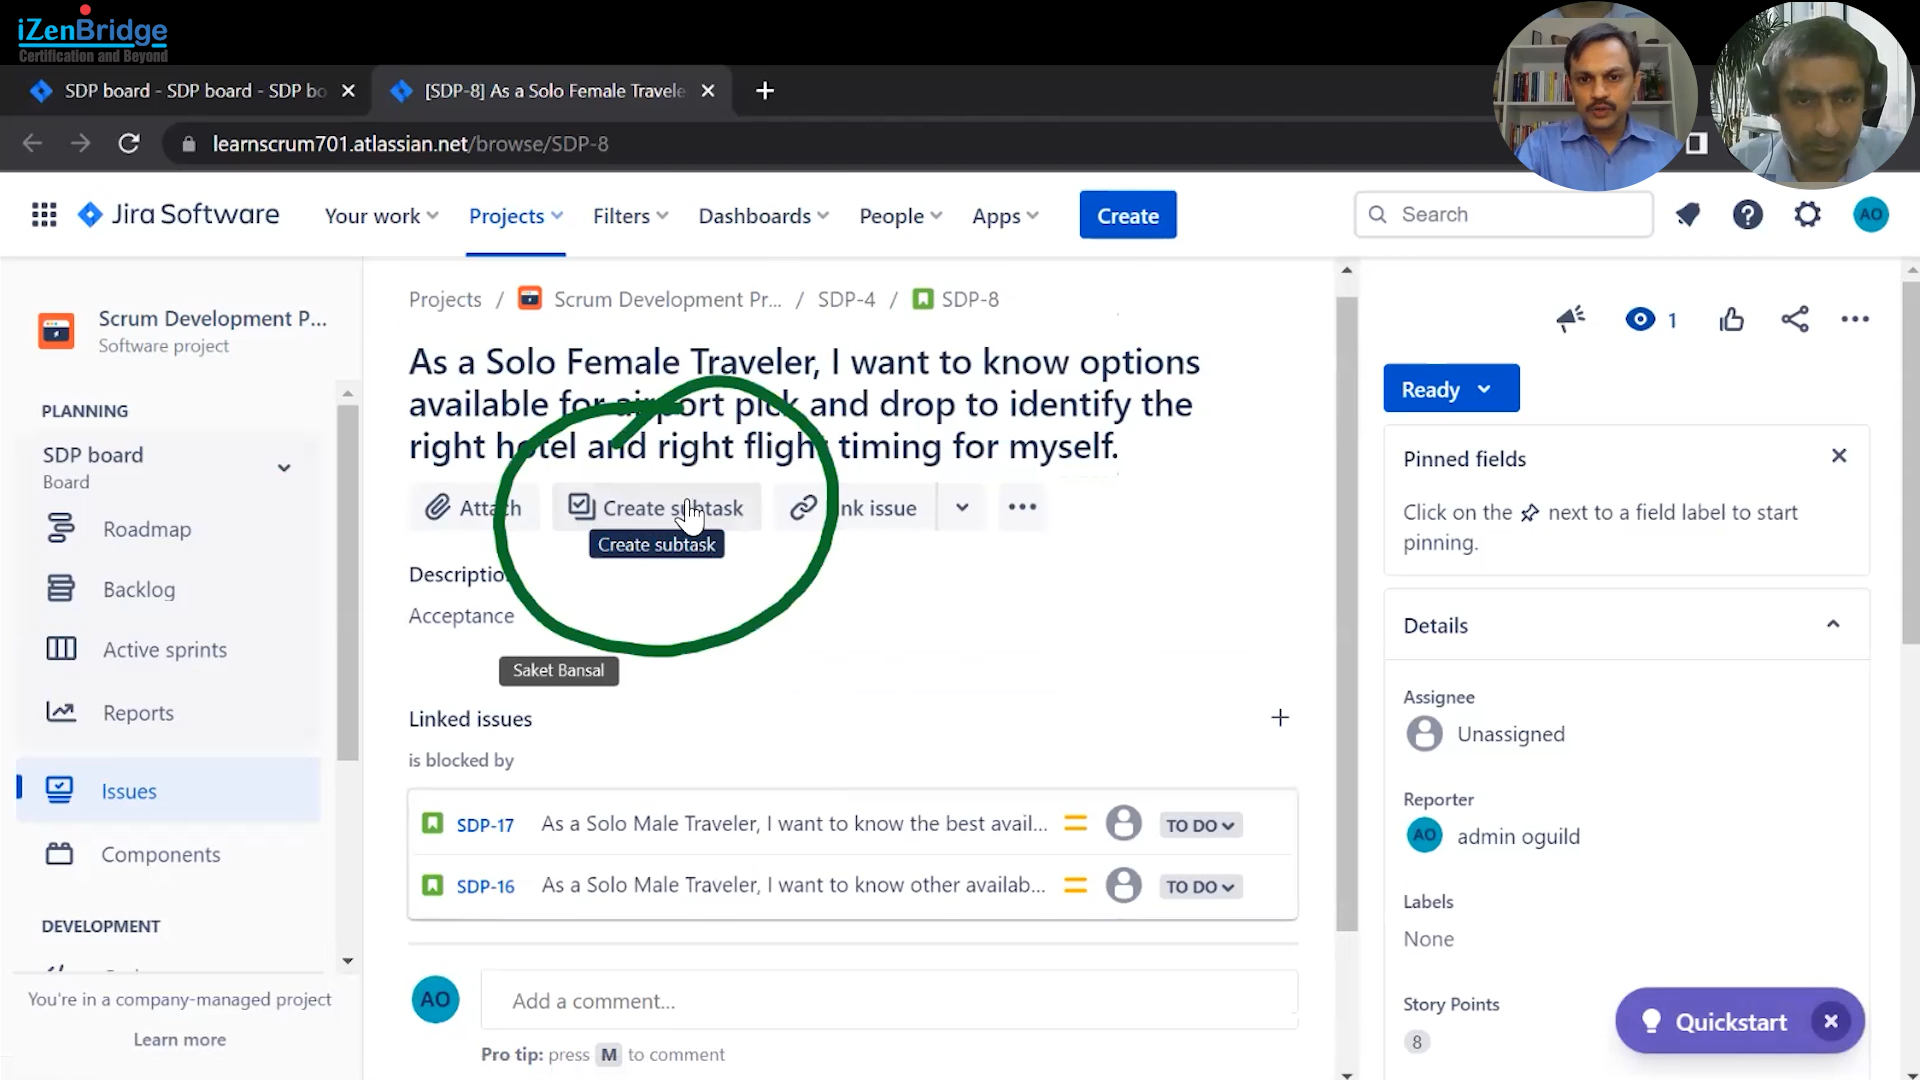 iZenBridge
Certification and Beyond
SDP board - SDP board - SDP bo
[SDP-8] As a Solo Female Travele
learnscrum701.atlassian.net/browse/SDP-8
Jira Software
Your work
Projects
Filters
Dashboards
People
Apps
Create
Search
AO
Scrum Development P...
Software project
PLANNING
SDP board
Board
Roadmap
Backlog
Active sprints
Reports
Issues
Components
DEVELOPMENT
You're in a company-managed project
Learn more
Projects / Scrum Development Pr... / SDP-4 / SDP-8
As a Solo Female Traveler, I want to know options
available for airport pick and drop to identify the
right hotel and right flight timing for myself.
Attach
Create subtask
Link issue
Create subtask
Description
Acceptance
Saket Bansal
Linked issues
is blocked by
SDP-17 As a Solo Male Traveler, I want to know the best avail... TO DO
SDP-16 As a Solo Male Traveler, I want to know other availab... TO DO
AO
Add a comment...
Pro tip: press M to comment
1
Ready
Pinned fields
Click on the next to a field label to start
pinning.
Details
Assignee
Unassigned
Reporter
AO admin oguild
Labels
None
Story Points
8
Quickstart